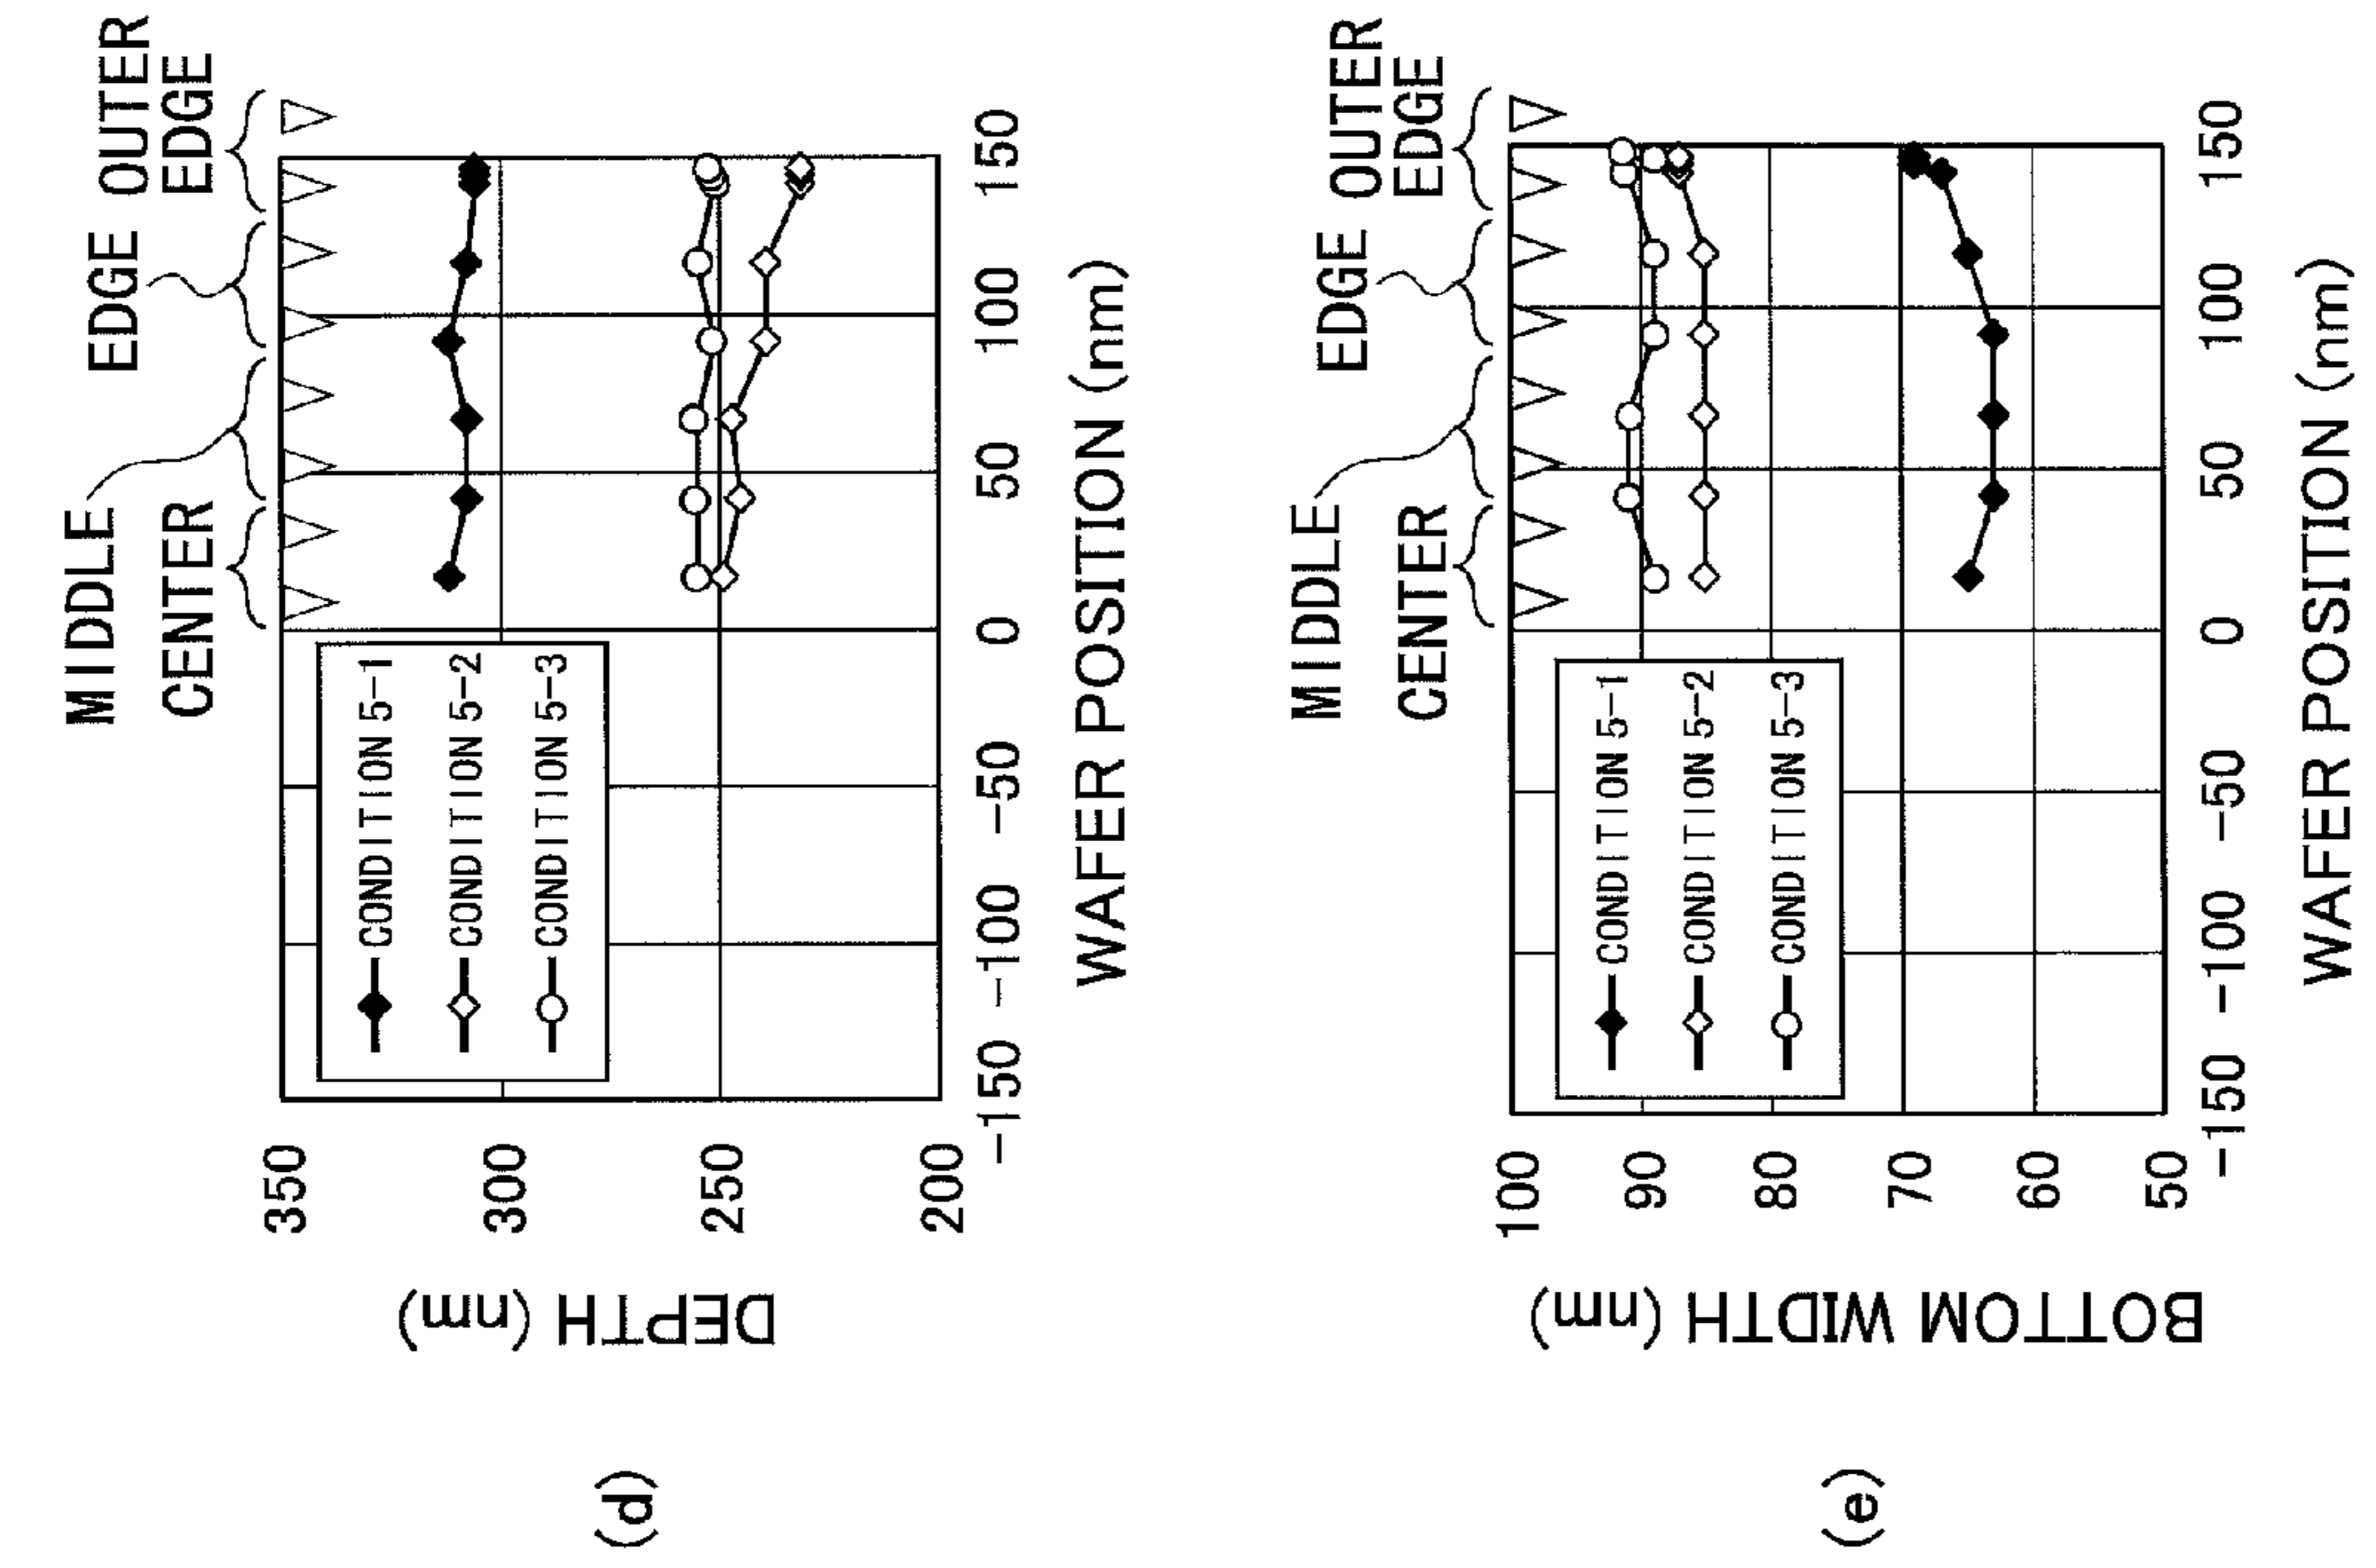 (d)
DEPTH (nm)
350
300
250
200
MIDDLE
EDGE OUTER
CENTER
EDGE
CONDITION 5-1
CONDITION 5-2
CONDITION 5-3
-150 -100 -50 0 50 100 150
WAFER POSITION (nm)
(e)
BOTTOM WIDTH (nm)
100
90
80
70
60
50
MIDDLE
EDGE OUTER
CENTER
EDGE
CONDITION 5-1
CONDITION 5-2
CONDITION 5-3
-150 -100 -50 0 50 100 150
WAFER POSITION (nm)